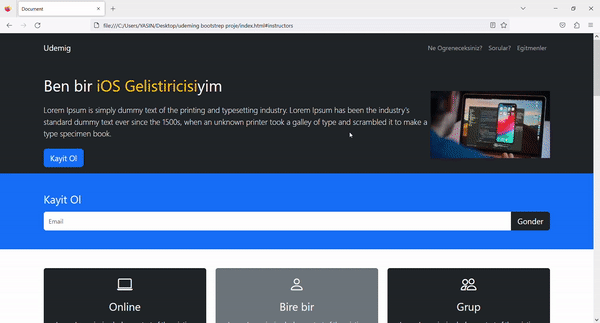 Document
file:///C:/Users/YASIN/Desktop/udeming bootstrep proje/index.html#instructors
Udemig
Ne Ogreneceksiniz? Sorular? Egitmenler
Ben bir iOS Gelistiricisiyim
Lorem Ipsum is simply dummy text of the printing and typesetting industry. Lorem Ipsum has been the industry's
standard dummy text ever since the 1500s, when an unknown printer took a galley of type and scrambled it to make a
type specimen book.
Kayit Ol
Kayit Ol
Email
Gonder
Online
Bire bir
Grup